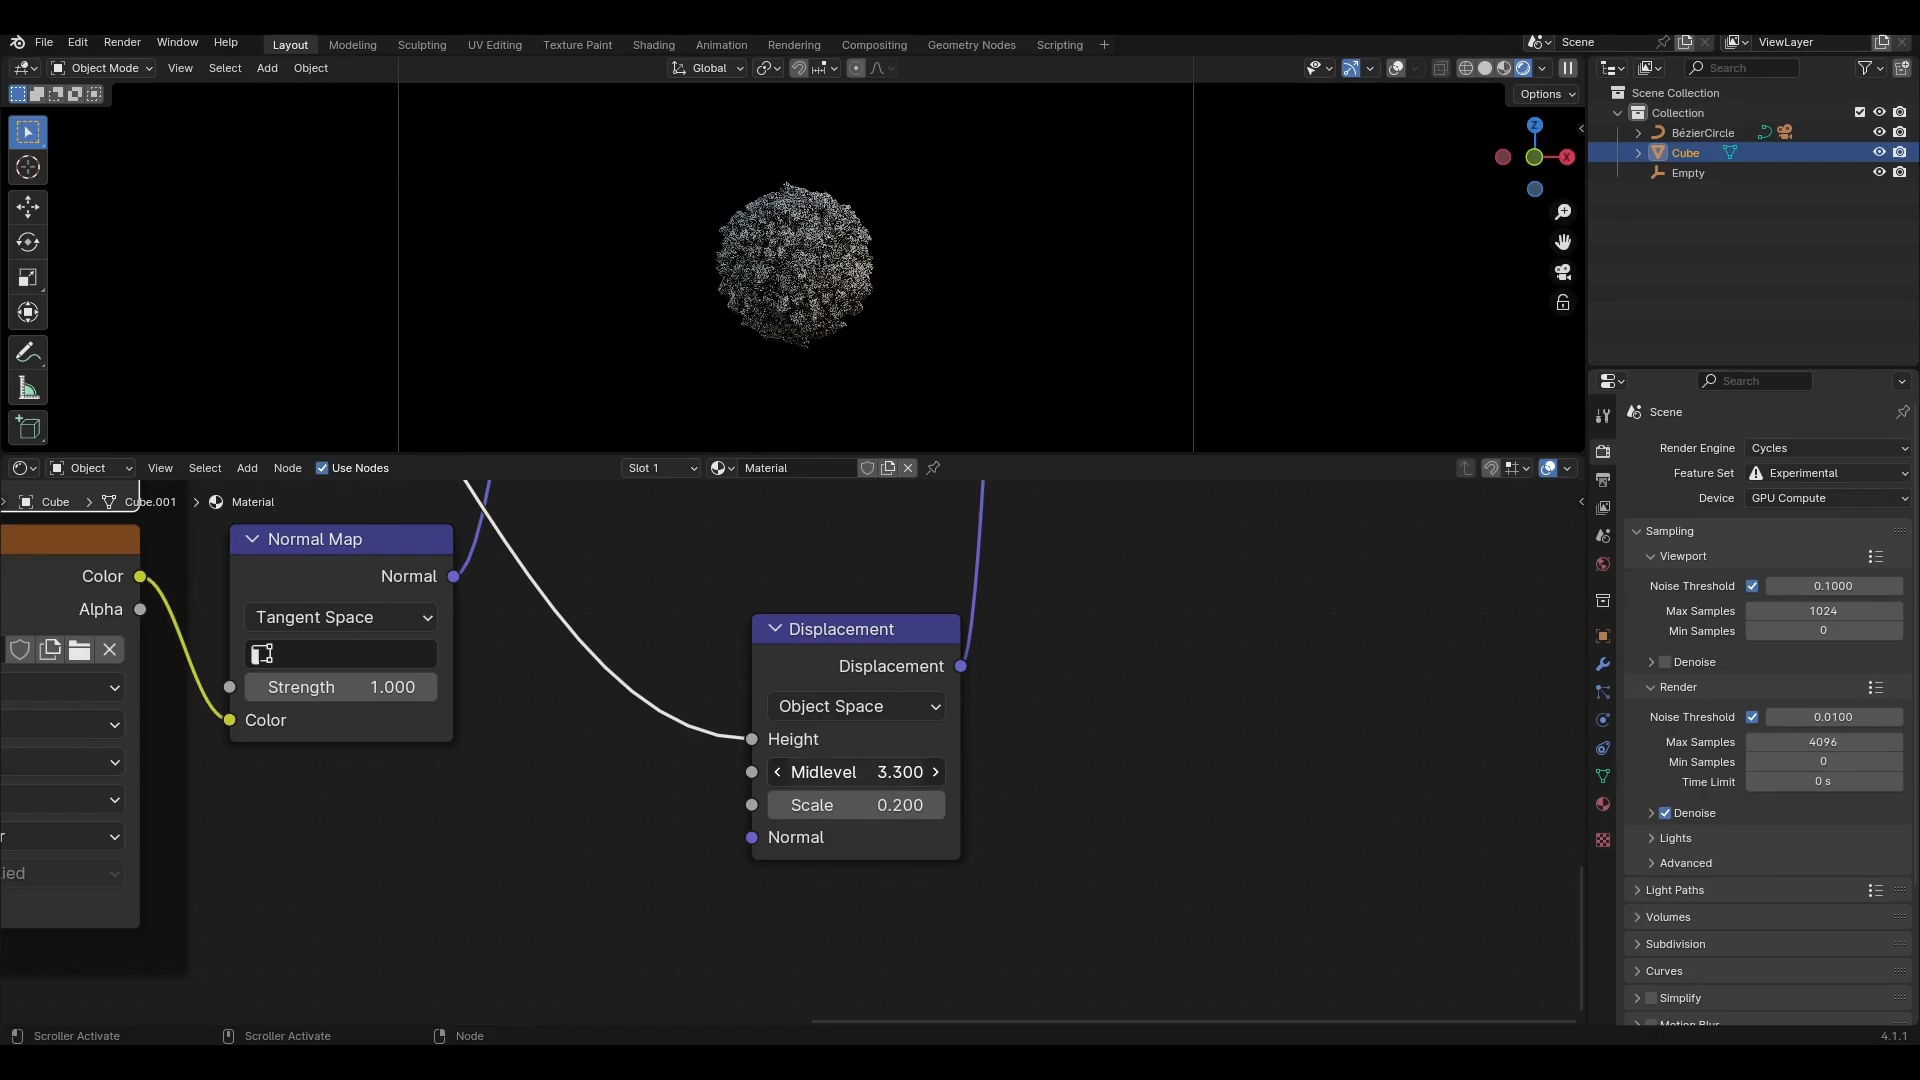 File Edit Render Window Help
Layout Modeling Sculpting UV Editing Texture Paint Shading Animation Rendering Compositing Geometry Nodes Scripting +
Scene
ViewLayer
Object Mode View Select Add Object
Global
Options
Z
X
Search
Scene Collection
Collection
BézierCircle
Cube
Empty
Search
Scene
Render Engine Cycles
Feature Set Experimental
Device GPU Compute
Sampling
Viewport
Noise Threshold 0.1000
Max Samples 1024
Min Samples 0
Denoise
Render
Noise Threshold 0.0100
Max Samples 4096
Min Samples 0
Time Limit 0 s
Denoise
Lights
Advanced
Light Paths
Volumes
Subdivision
Curves
Simplify
Motion Blur
Object View Select Add Node Use Nodes
Slot 1
Material
Cube > Cube.001 > Material
Color
Alpha
r
ied
Normal Map
Normal
Tangent Space
Strength 1.000
Color
Displacement
Displacement
Object Space
Height
Midlevel 3.300
Scale 0.200
Normal
Scroller Activate
Scroller Activate
Node
4.1.1